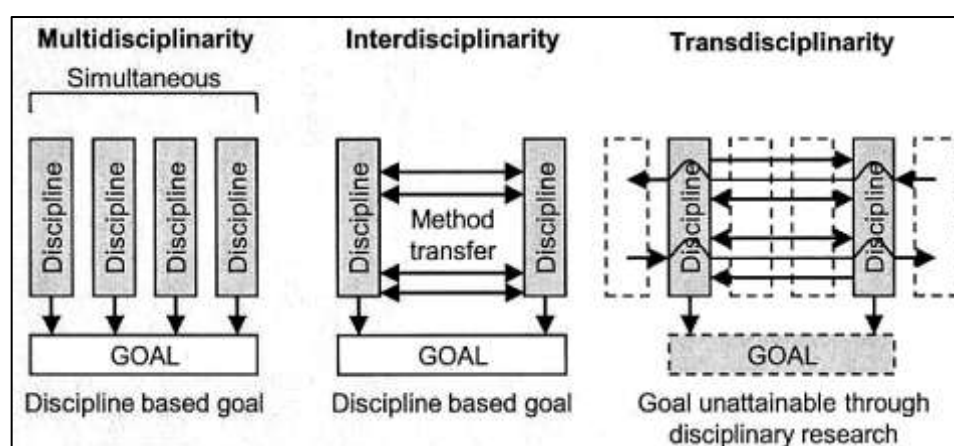 Multidisciplinarity
Simultaneous
Discipline
Discipline
Discipline
Discipline
GOAL
Discipline based goal
Interdisciplinarity
Discipline
Method
transfer
Discipline
GOAL
Discipline based goal
Transdisciplinarity
Discipline
Discipline
GOAL
Goal unattainable through
disciplinary research